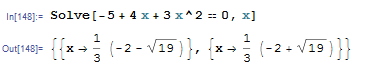 In[148]:= Solve[-5 + 4 x + 3 x^2 == 0, x]
Out[148]= {{x → 1/3 (-2 - √19)}, {x → 1/3 (-2 + √19)}}